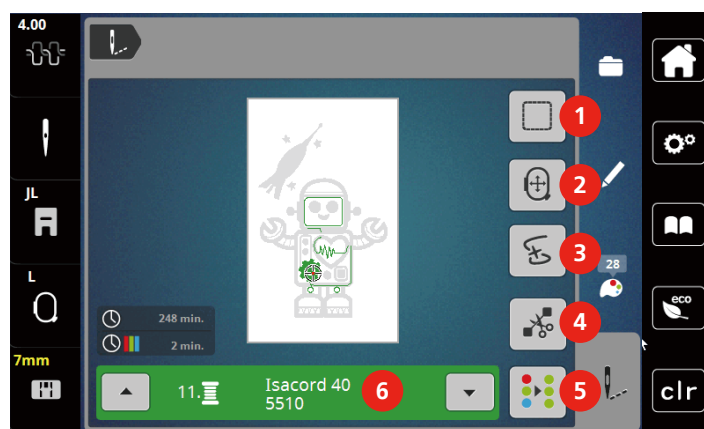 4.00
JL
L
7mm
248 min.
2 min.
11.
Isacord 40
5510
1
2
3
28
4
5
6
eco
clr